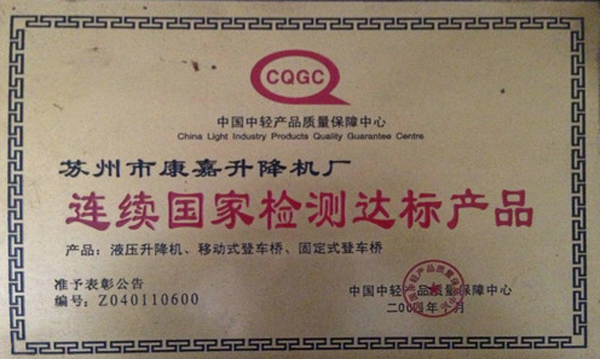 CQGC
中国中轻产品质量保障中心
China Light Industry Products Quality Guarantee Centre
苏州市康嘉升降机厂
连续国家检测达标产品
产品：液压升降机、移动式登车桥、固定式登车桥
准予表彰公告
编号：Z040110600
中国中轻产品质量保障中心